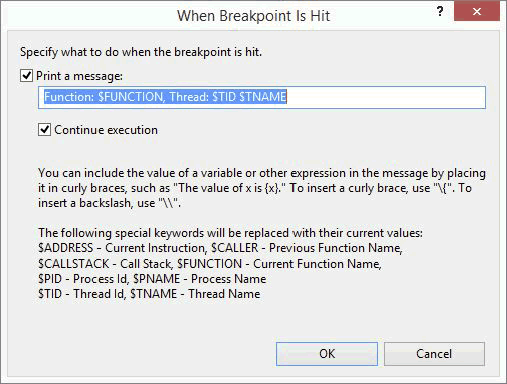 When Breakpoint Is Hit
?
Specify what to do when the breakpoint is hit.
Print a message:
Function: $FUNCTION, Thread: $TID $TNAME
Continue execution
You can include the value of a variable or other expression in the message by placing
it in curly braces, such as "The value of x is {x}." To insert a curly brace, use "\{". To
insert a backslash, use "\\".
The following special keywords will be replaced with their current values:
$ADDRESS - Current Instruction, $CALLER - Previous Function Name,
$CALLSTACK - Call Stack, $FUNCTION - Current Function Name,
$PID - Process Id, $PNAME - Process Name
$TID - Thread Id, $TNAME - Thread Name
OK
Cancel